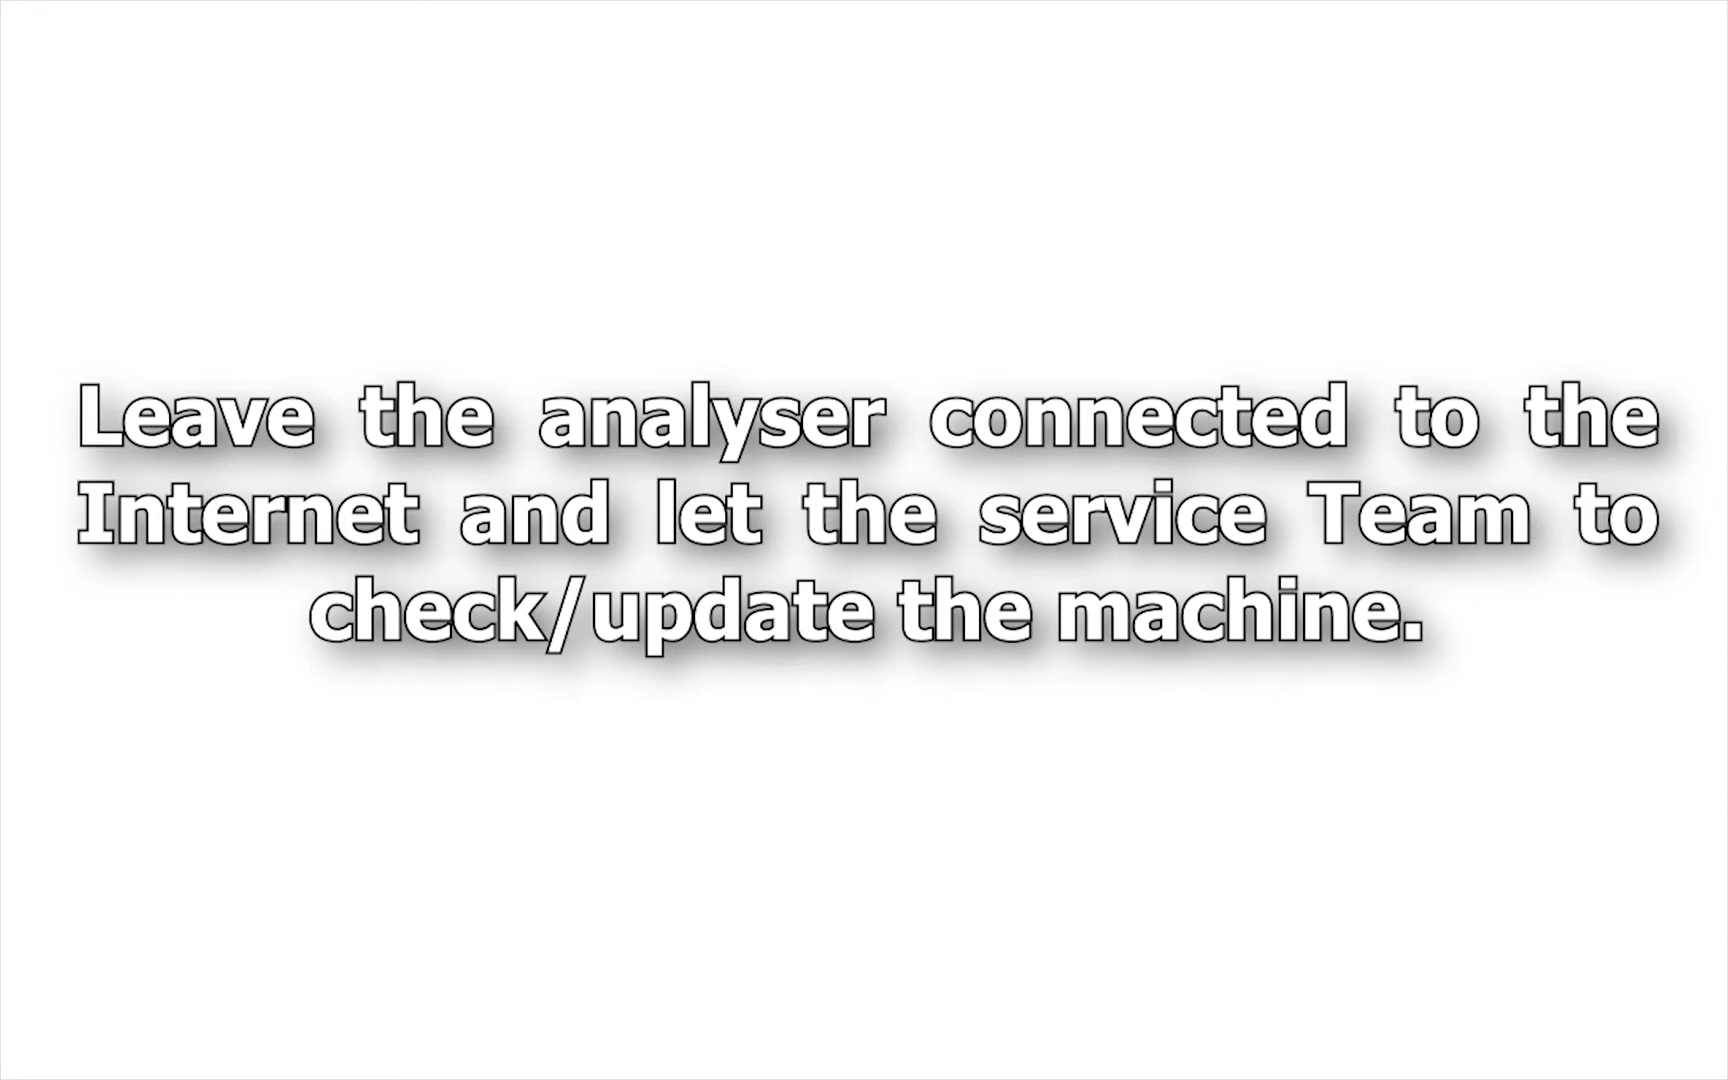 Leave the analyser connected to the
Internet and let the service Team to
check/update the machine.